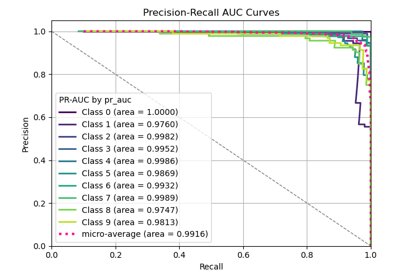 Precision-Recall AUC Curves
1.0
0.8
0.6
0.4
0.2
0.0
Precision
PR-AUC by pr_auc
Class 0 (area = 1.0000)
Class 1 (area = 0.9760)
Class 2 (area = 0.9982)
Class 3 (area = 0.9952)
Class 4 (area = 0.9986)
Class 5 (area = 0.9869)
Class 6 (area = 0.9932)
Class 7 (area = 0.9989)
Class 8 (area = 0.9747)
Class 9 (area = 0.9813)
micro-average (area = 0.9916)
0.0 0.2 0.4 0.6 0.8 1.0
Recall